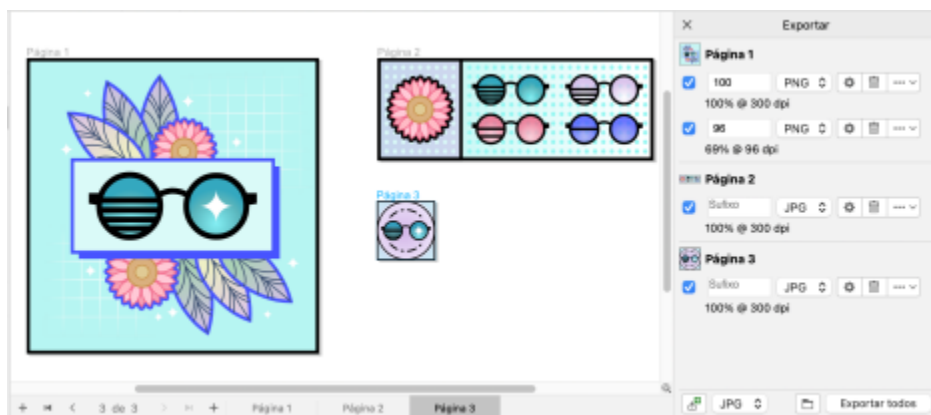 Página 1
Página 2
Página 3
Exportar
Página 1
100 PNG
100% @ 300 dpi
96 PNG
69% @ 96 dpi
Página 2
Sufixo JPG
100% @ 300 dpi
Página 3
Sufixo JPG
100% @ 300 dpi
3 de 3 Página 1 Página 2 Página 3
JPG Exportar todos